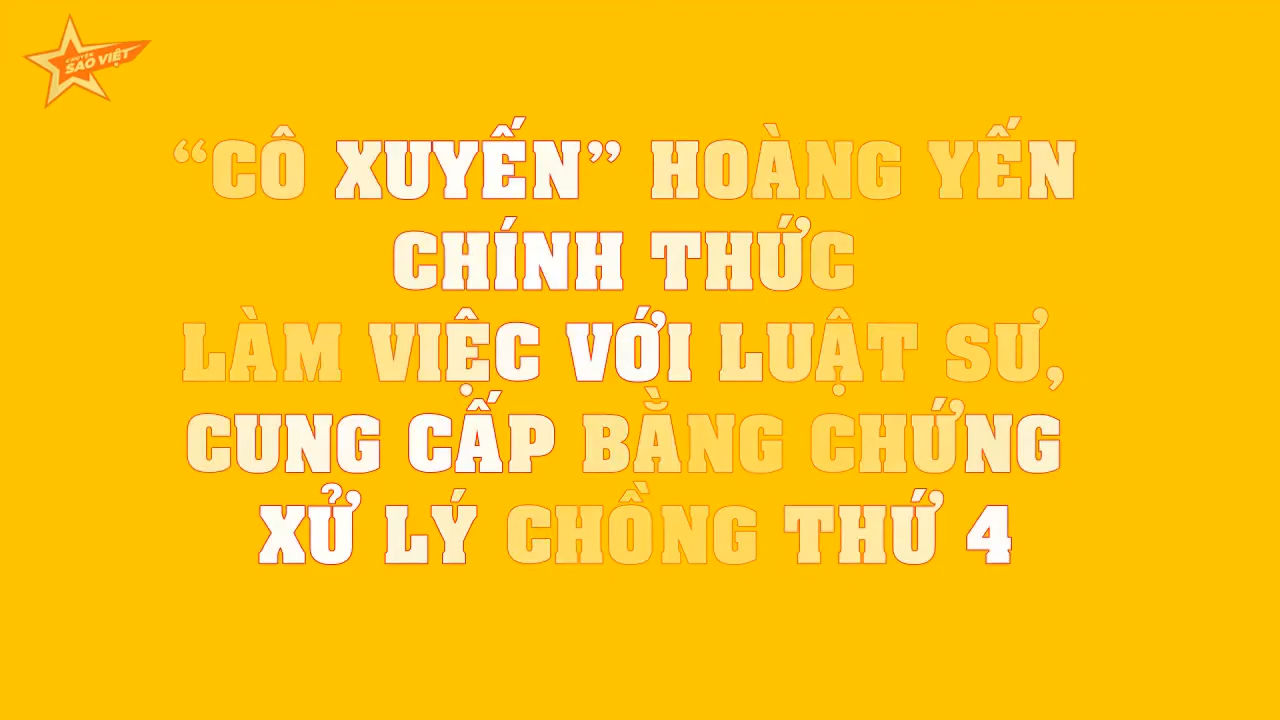 CHUYỆN
SAO VIỆT
“CÔ XUYẾN” HOÀNG YẾN
CHÍNH THỨC
LÀM VIỆC VỚI LUẬT SƯ,
CUNG CẤP BẰNG CHỨNG
XỬ LÝ CHỒNG THỨ 4